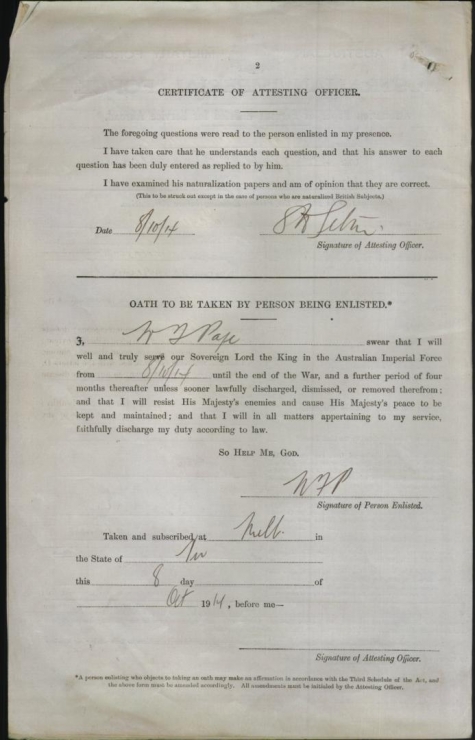 2
CERTIFICATE OF ATTESTING OFFICER.
The foregoing questions were read to the person enlisted in my presence.
I have taken care that he understands each question, and that his answer to each
question has been duly entered as replied to by him.
I have examined his naturalization papers and am of opinion that they are correct.
(This to be struck out except in the case of persons who are naturalized British Subjects.)
Date 8/10/14
Signature of Attesting Officer.
OATH TO BE TAKEN BY PERSON BEING ENLISTED.*
I, W F Page swear that I will
well and truly serve our Sovereign Lord the King in the Australian Imperial Force
from 8/10/14 until the end of the War, and a further period of four
months thereafter unless sooner lawfully discharged, dismissed, or removed therefrom;
and that I will resist His Majesty's enemies and cause His Majesty's peace to be
kept and maintained; and that I will in all matters appertaining to my service,
faithfully discharge my duty according to law.
SO HELP ME, GOD.
WFP
Signature of Person Enlisted.
Taken and subscribed at Melb. in
the State of
this 8 day of
Oct 1914, before me—
Signature of Attesting Officer.
*A person enlisting who objects to taking an oath may make an affirmation in accordance with the Third Schedule of the Act, and
the above form must be amended accordingly. All amendments must be initialed by the Attesting Officer.